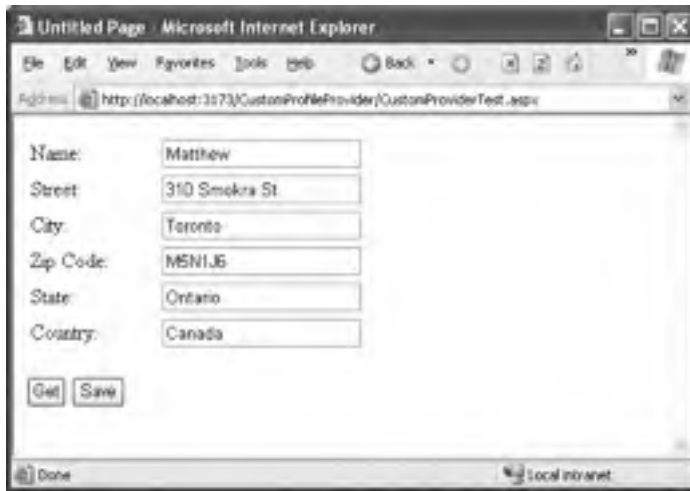 Untitled Page - Microsoft Internet Explorer
File Edit View Favorites Tools Help Back
Address http://localhost:3173/CustomProfileProvider/CustomProviderTest.aspx
Name: Matthew
Street: 310 Smokra St
City: Toronto
Zip Code: M5N1J6
State: Ontario
Country: Canada
Get Save
Done Local intranet